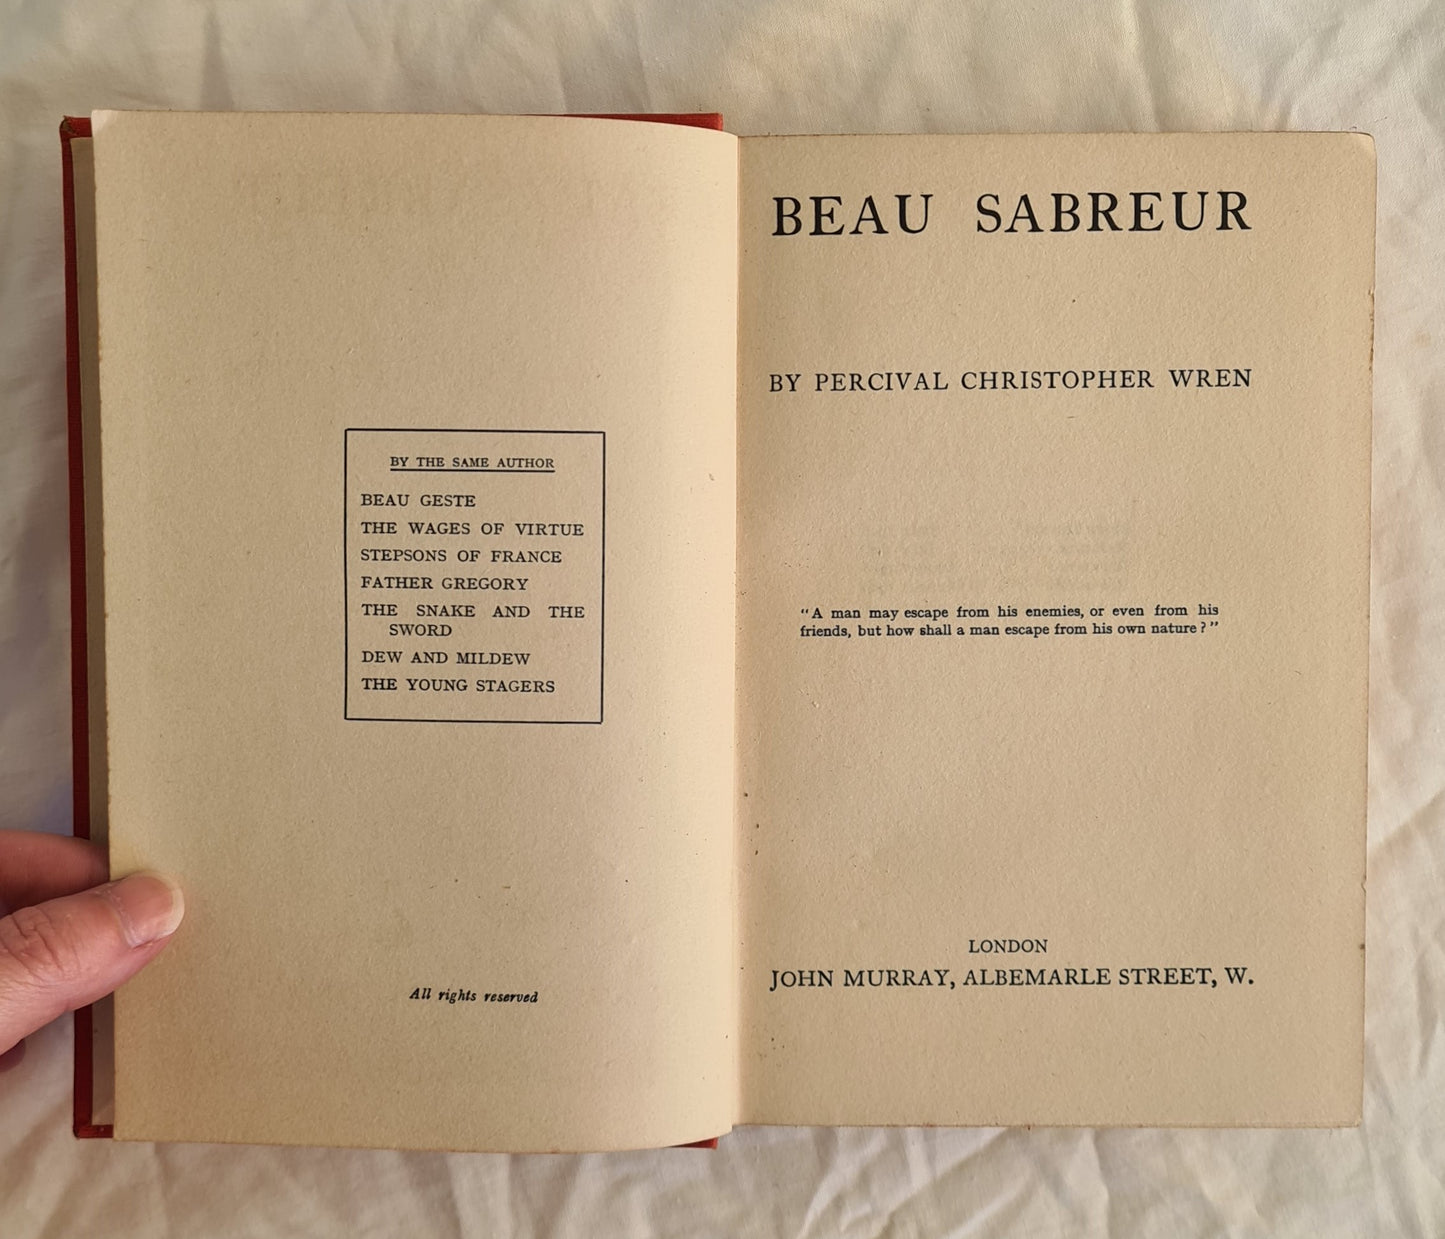 BY THE SAME AUTHOR
BEAU GESTE
THE WAGES OF VIRTUE
STEPSONS OF FRANCE
FATHER GREGORY
THE SNAKE AND THE
SWORD
DEW AND MILDEW
THE YOUNG STAGERS
All rights reserved
BEAU SABREUR
BY PERCIVAL CHRISTOPHER WREN
"A man may escape from his enemies, or even from his
friends, but how shall a man escape from his own nature?"
LONDON
JOHN MURRAY, ALBEMARLE STREET, W.